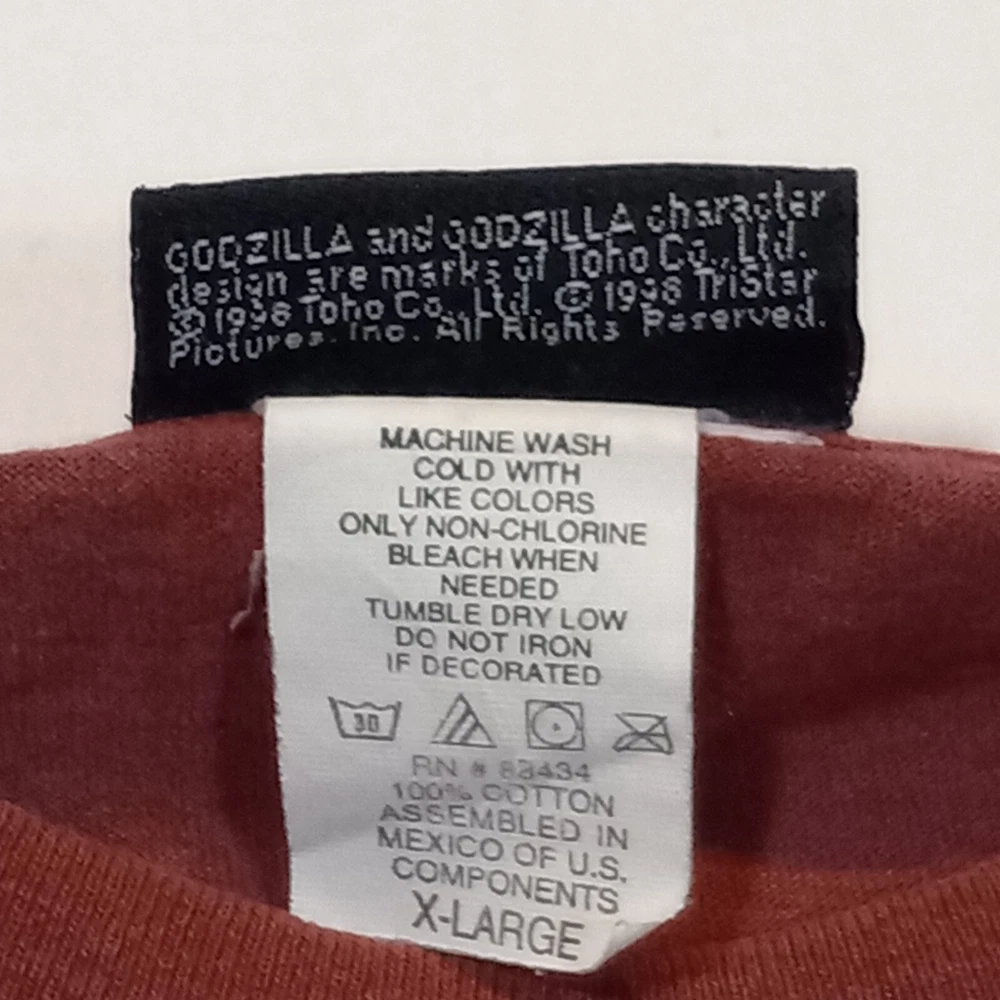 GODZILLA and GODZILLA character
design are marks of Toho Co., Ltd.
© 1998 Toho Co., Ltd. © 1998 TriStar
Pictures. Inc. All Rights Reserved.
MACHINE WASH
COLD WITH
LIKE COLORS
ONLY NON-CHLORINE
BLEACH WHEN
NEEDED
TUMBLE DRY LOW
DO NOT IRON
IF DECORATED
30
RN # 83434
100% COTTON
ASSEMBLED IN
MEXICO OF U.S.
COMPONENTS
X-LARGE